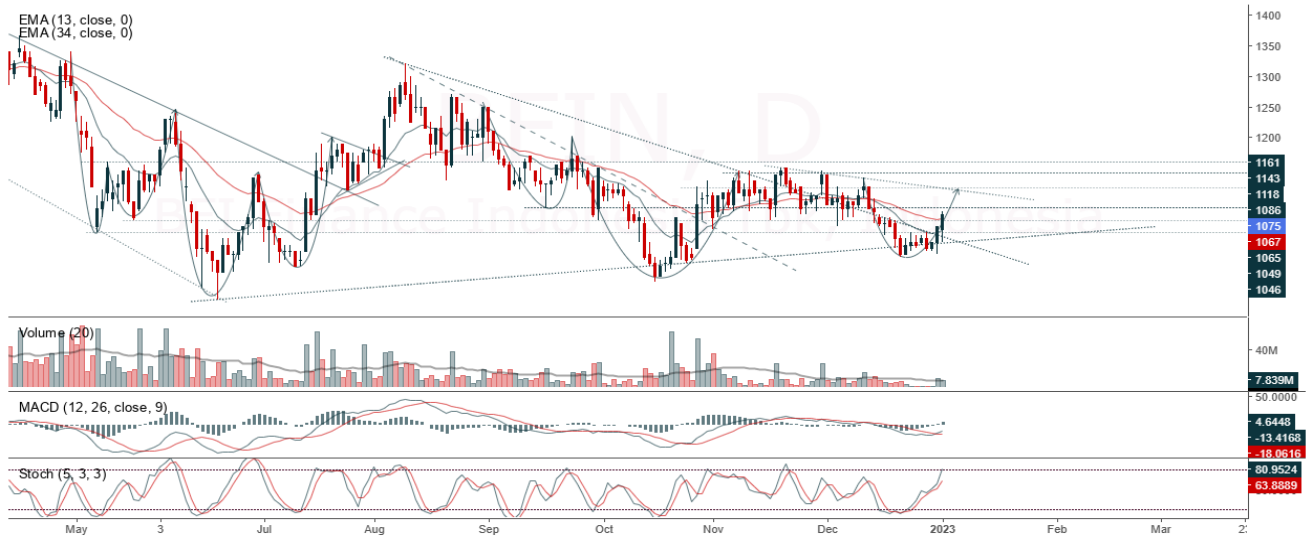 EMA (13, close, 0)
EMA (34, close, 0)
1400
1350
1300
1250
1200
1161
1143
1118
1086
1075
1067
1065
1049
1046
Volume (20)
40M
7.839M
MACD (12, 26, close, 9)
50.0000
4.6448
-13.4168
-18.0616
Stoch (5, 3, 3)
80.9524
63.8889
May
3
Jul
Aug
Sep
Oct
Nov
Dec
2023
Feb
Mar